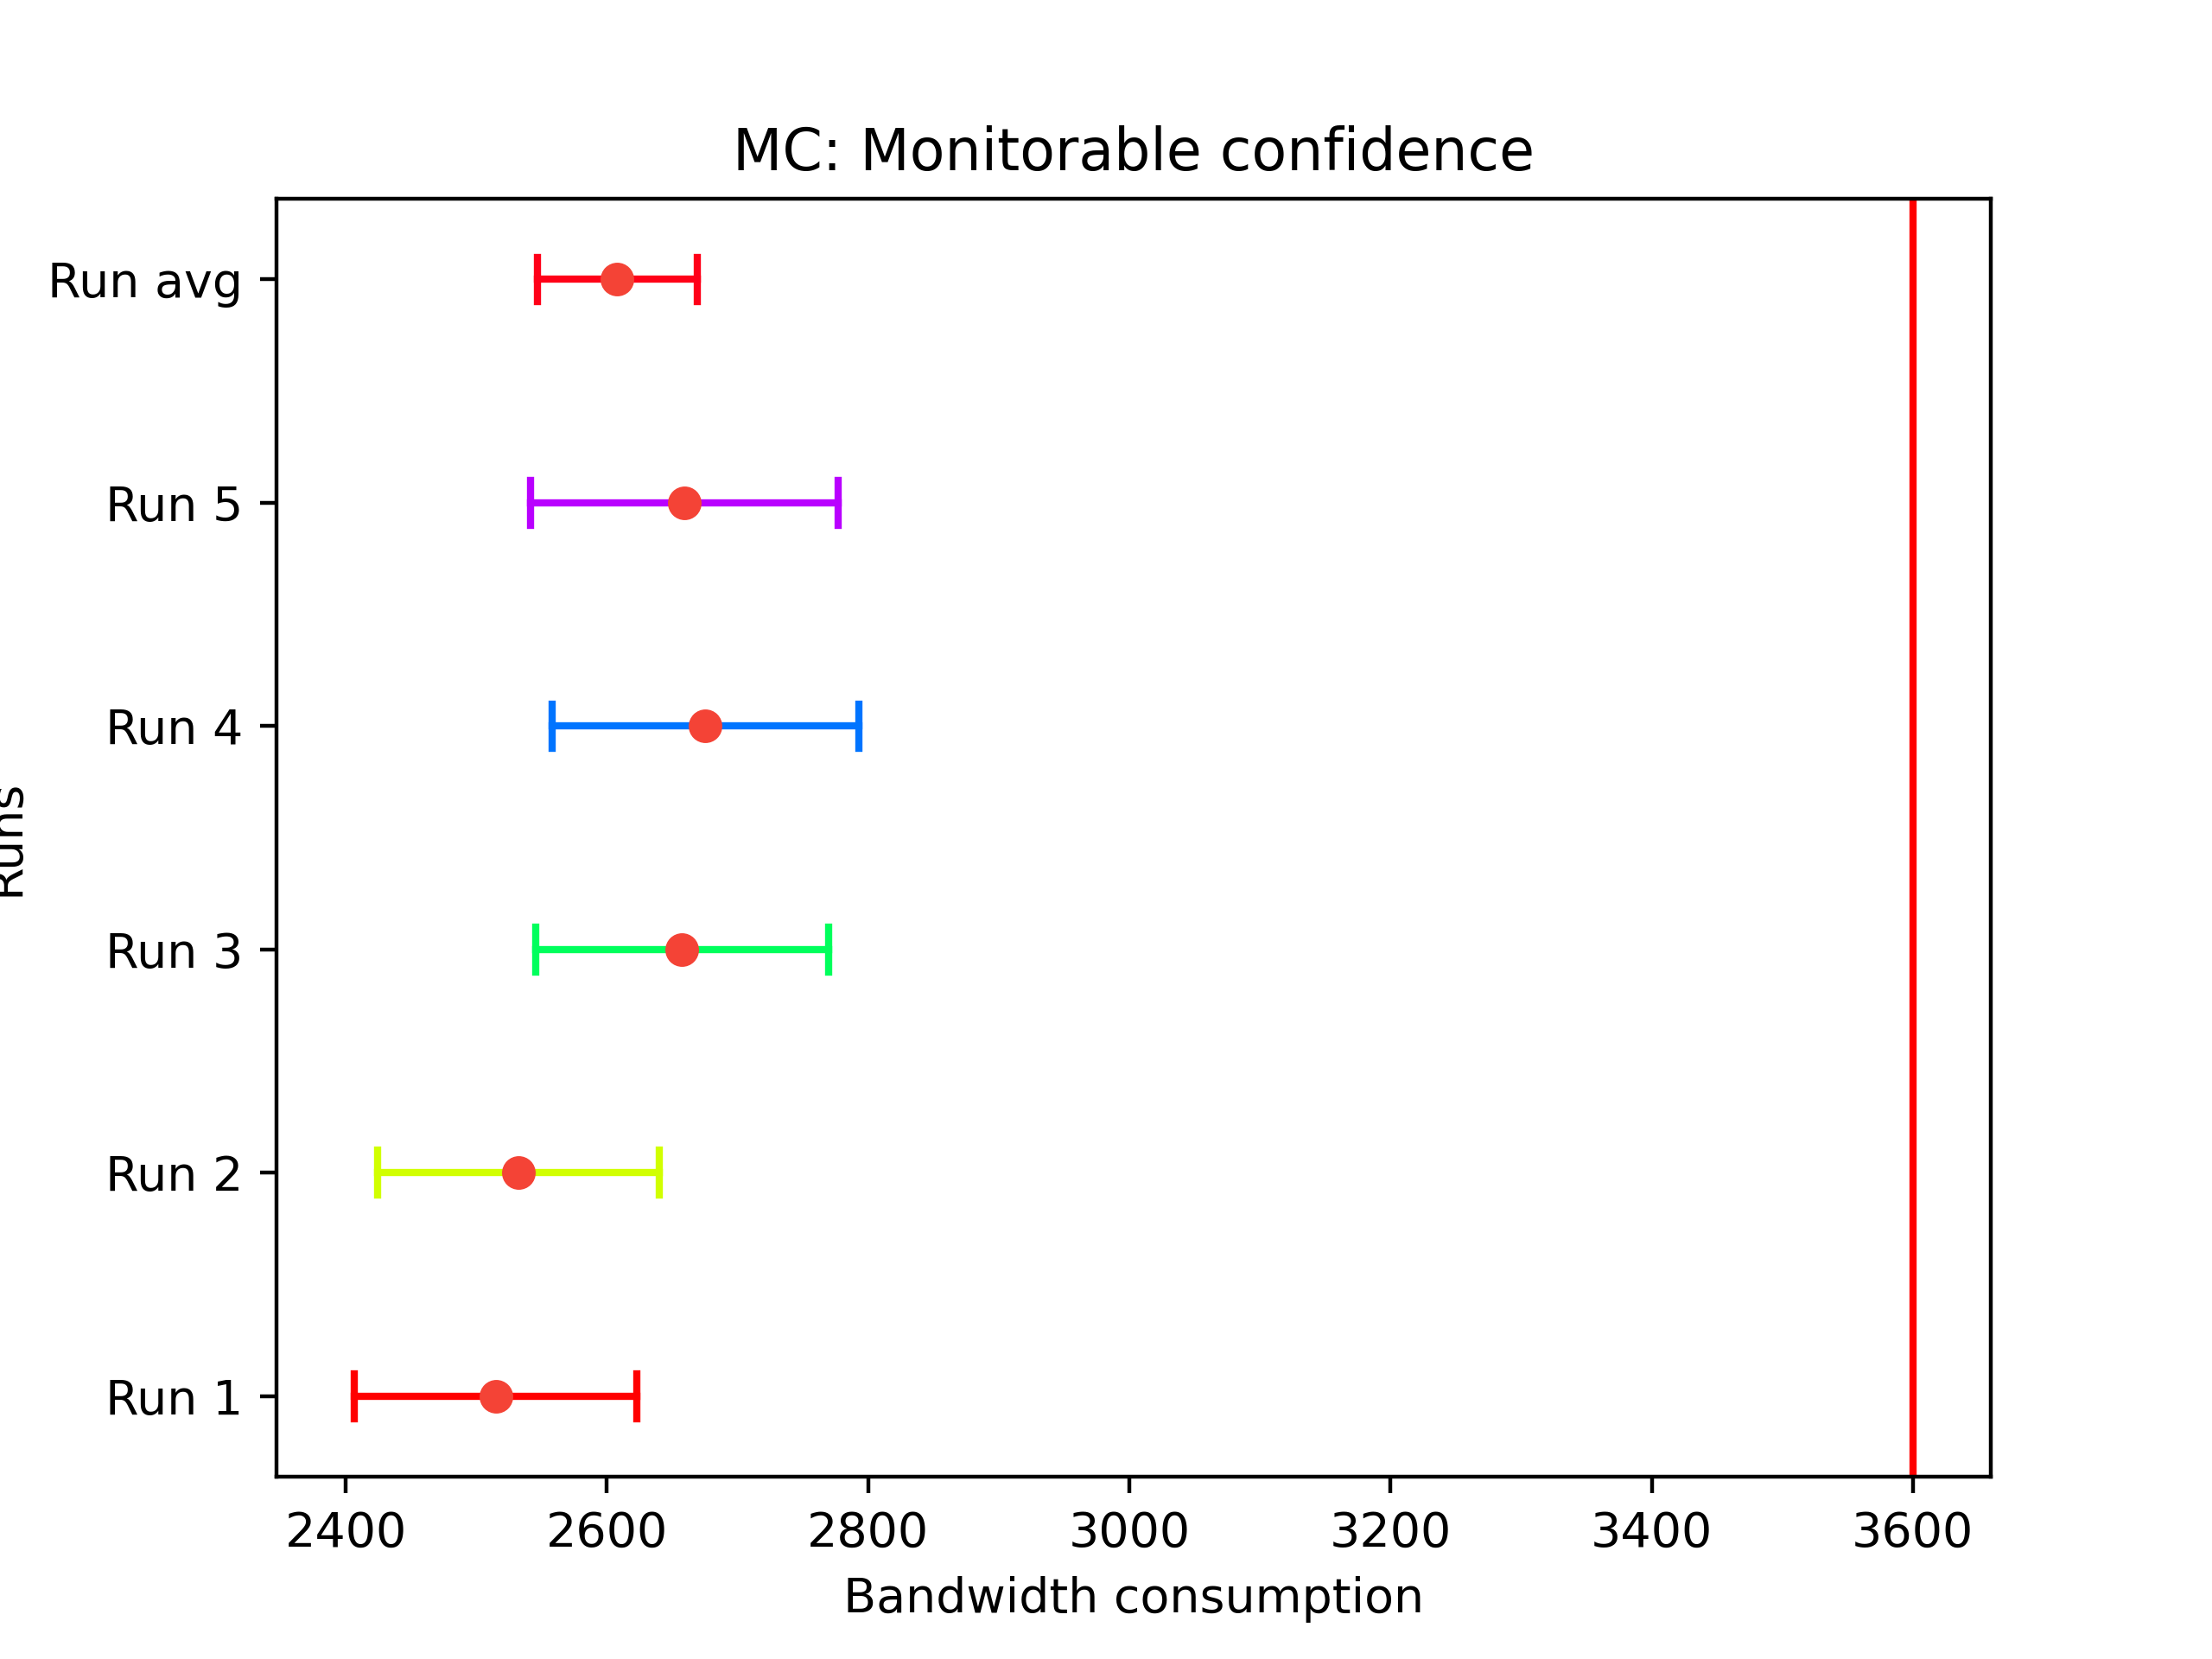 MC: Monitorable confidence
Run avg
Run 5
Run 4
Run 3
Run 2
Run 1
Runs
2400 2600 2800 3000 3200 3400 3600
Bandwidth consumption